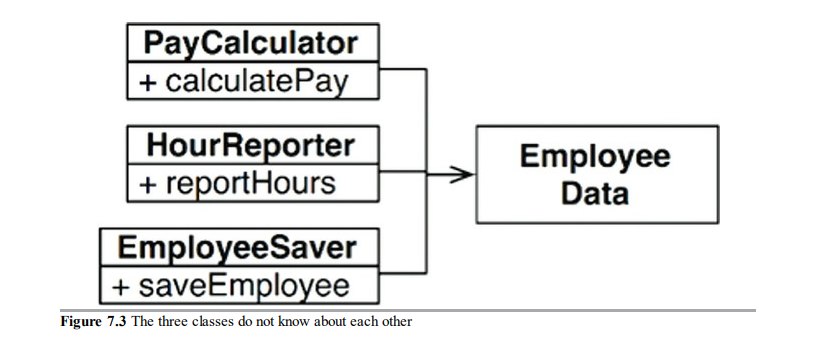 PayCalculator
+ calculatePay
HourReporter
+ reportHours
EmployeeSaver
+ saveEmployee
Employee
Data
Figure 7.3 The three classes do not know about each other